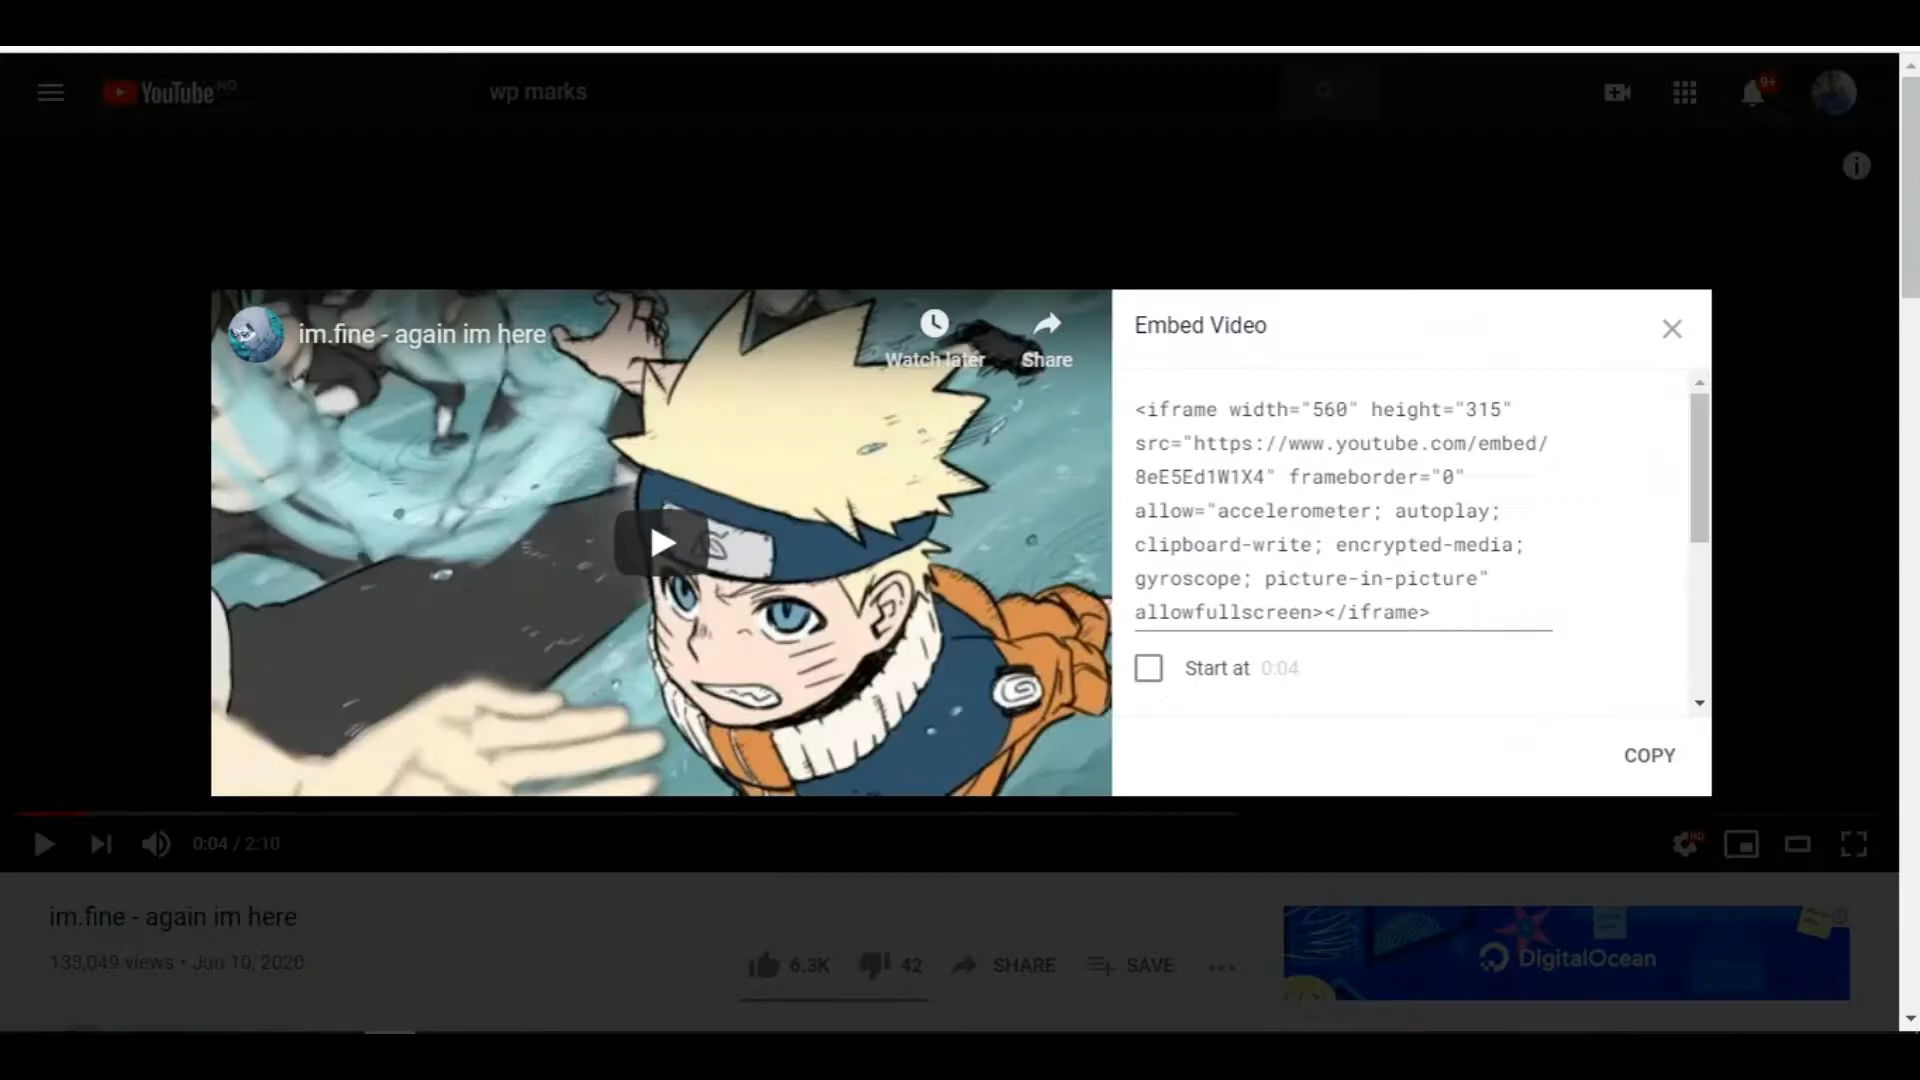 YouTube NG
wp marks
9+
im.fine - again im here
Watch later
Share
Embed Video
<iframe width="560" height="315"
src="https://www.youtube.com/embed/
8eE5Ed1W1X4" frameborder="0"
allow="accelerometer; autoplay;
clipboard-write; encrypted-media;
gyroscope; picture-in-picture"
allowfullscreen></iframe>
Start at 0:04
COPY
0:04 / 2:10
HD
im.fine - again im here
133,049 views • Jun 10, 2020
6.3K
42
SHARE
SAVE
DigitalOcean